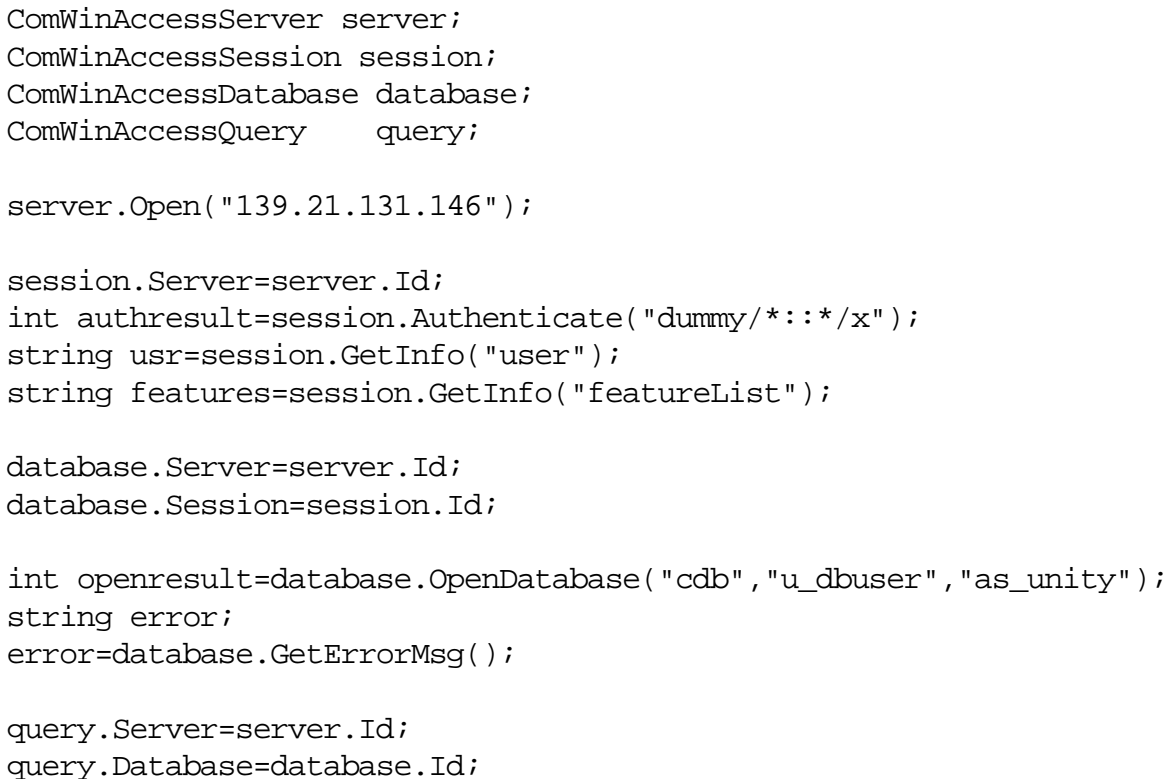 ComWinAccessServer server;
ComWinAccessSession session;
ComWinAccessDatabase database;
ComWinAccessQuery    query;
server.Open("139.21.131.146");
session.Server=server.Id;
int authresult=session.Authenticate("dummy/*::*/x");
string usr=session.GetInfo("user");
string features=session.GetInfo("featureList");
database.Server=server.Id;
database.Session=session.Id;
int openresult=database.OpenDatabase("cdb","u_dbuser","as_unity");
string error;
error=database.GetErrorMsg();
query.Server=server.Id;
query.Database=database.Id;